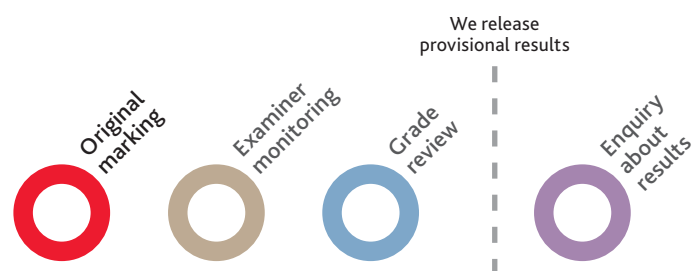 We release
provisional results
Original
marking
Examiner
monitoring
Grade
review
Enquiry
about
results